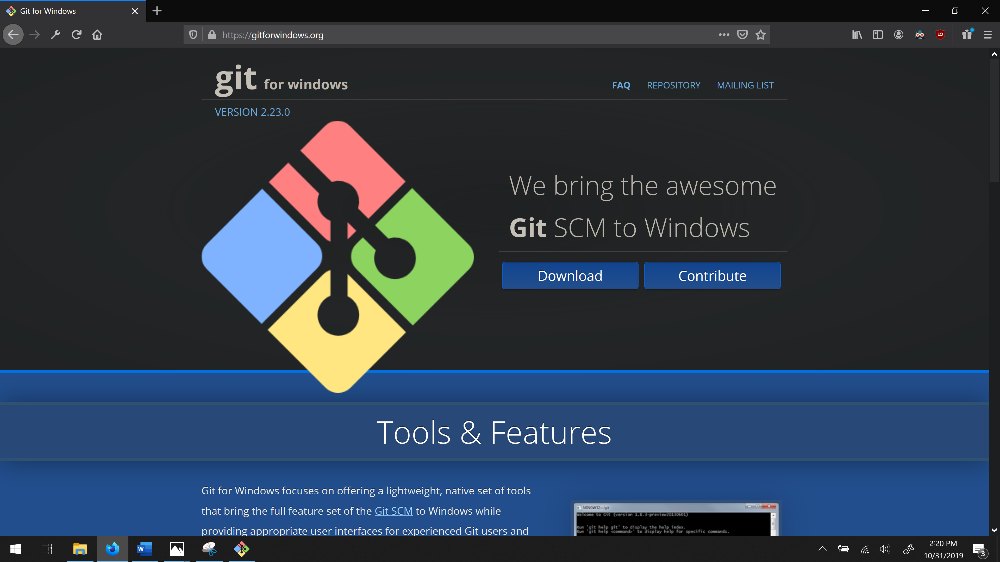 Git for Windows
https://gitforwindows.org
git for windows
FAQ REPOSITORY MAILING LIST
VERSION 2.23.0
We bring the awesome
Git SCM to Windows
Download Contribute
Tools & Features
Git for Windows focuses on offering a lightweight, native set of tools
that bring the full feature set of the Git SCM to Windows while
providing appropriate user interfaces for experienced Git users and
MINGW32:~/git
Welcome to Git (version 1.8.3-preview20130601)
Run 'git help git' to display the help index.
Run 'git help <command>' to display help for specific commands.
2:20 PM
10/31/2019
3